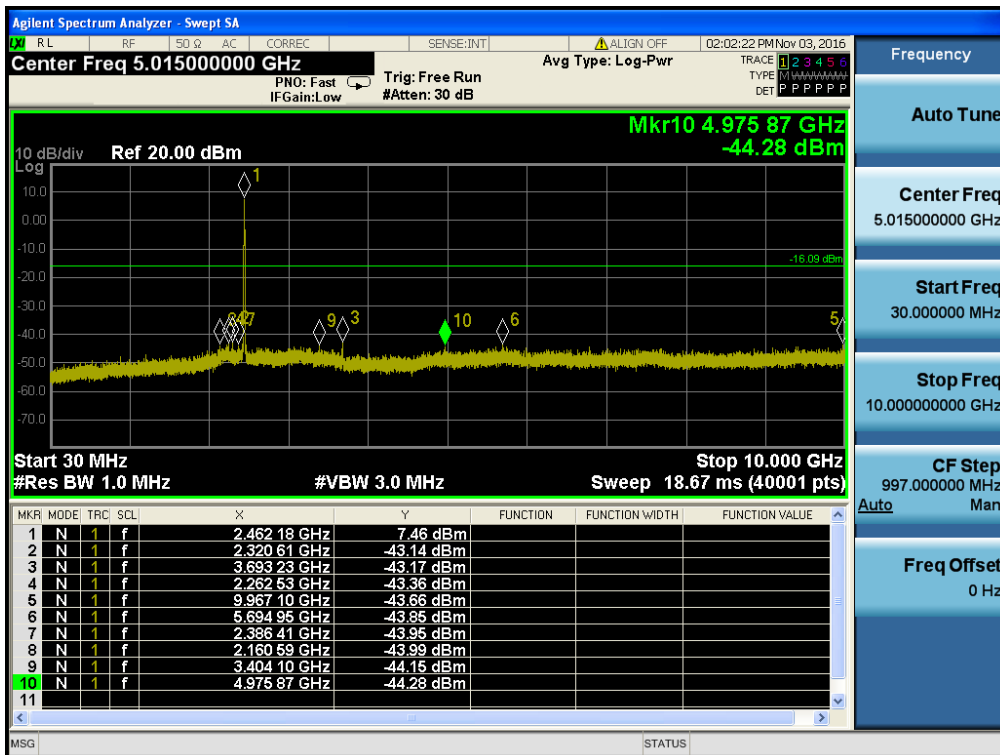 Agilent Spectrum Analyzer - Swept SA
LXI RL RF 50 Ω AC CORREC SENSE:INT ALIGN OFF 02:02:22 PM Nov 03, 2016
Center Freq 5.015000000 GHz
PNO: Fast
IFGain:Low
Trig: Free Run
#Atten: 30 dB
Avg Type: Log-Pwr
TRACE 1 2 3 4 5 6
TYPE M
DET P P P P P P
Mkr10 4.975 87 GHz
-44.28 dBm
10 dB/div Ref 20.00 dBm
Log
10.0
0.00
-10.0
-20.0
-30.0
-40.0
-50.0
-60.0
-70.0
1
-16.09 dBm
7
9
3
10
6
5
Start 30 MHz Stop 10.000 GHz
#Res BW 1.0 MHz #VBW 3.0 MHz Sweep 18.67 ms (40001 pts)
MKR MODE TRC SCL X Y FUNCTION FUNCTION WIDTH FUNCTION VALUE
1 N 1 f 2.462 18 GHz 7.46 dBm
2 N 1 f 2.320 61 GHz -43.14 dBm
3 N 1 f 3.693 23 GHz -43.17 dBm
4 N 1 f 2.262 53 GHz -43.36 dBm
5 N 1 f 9.967 10 GHz -43.66 dBm
6 N 1 f 5.694 95 GHz -43.85 dBm
7 N 1 f 2.386 41 GHz -43.95 dBm
8 N 1 f 2.160 59 GHz -43.99 dBm
9 N 1 f 3.404 10 GHz -44.15 dBm
10 N 1 f 4.975 87 GHz -44.28 dBm
11
MSG STATUS
Frequency
Auto Tune
Center Freq
5.015000000 GHz
Start Freq
30.000000 MHz
Stop Freq
10.000000000 GHz
CF Step
997.000000 MHz
Auto Man
Freq Offset
0 Hz